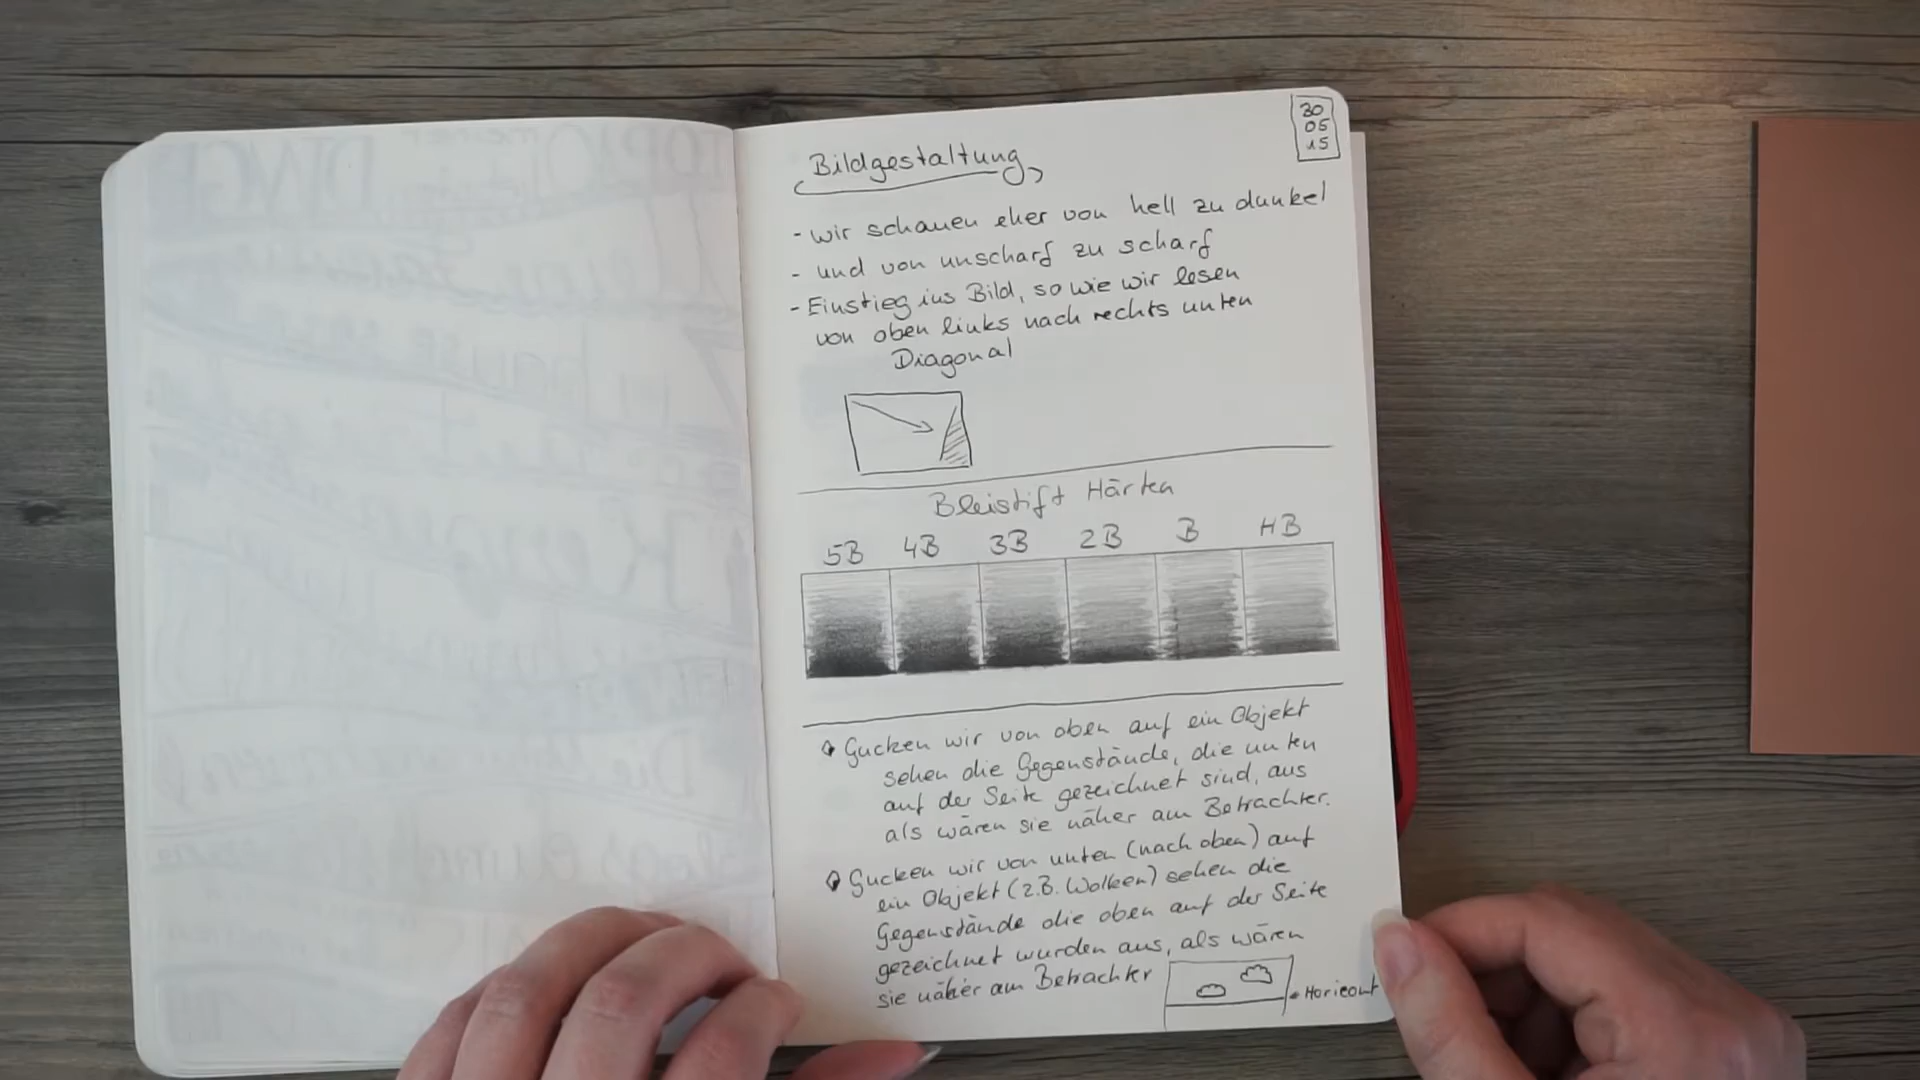 30
05
15
Bildgestaltung
- wir schauen eher von hell zu dunkel
- und von unscharf zu scharf
- Einstieg ins Bild, so wie wir lesen
von oben links nach rechts unten
Diagonal
Bleistift Härten
5B 4B 3B 2B B HB
Gucken wir von oben auf ein Objekt
sehen die Gegenstände, die unten
auf der Seite gezeichnet sind, aus
als wären sie näher am Betrachter.
Gucken wir von unten (nach oben) auf
ein Objekt (z.B. Wolken) sehen die
Gegenstände die oben auf der Seite
gezeichnet wurden aus, als wären
sie näher am Betrachter
Horizont